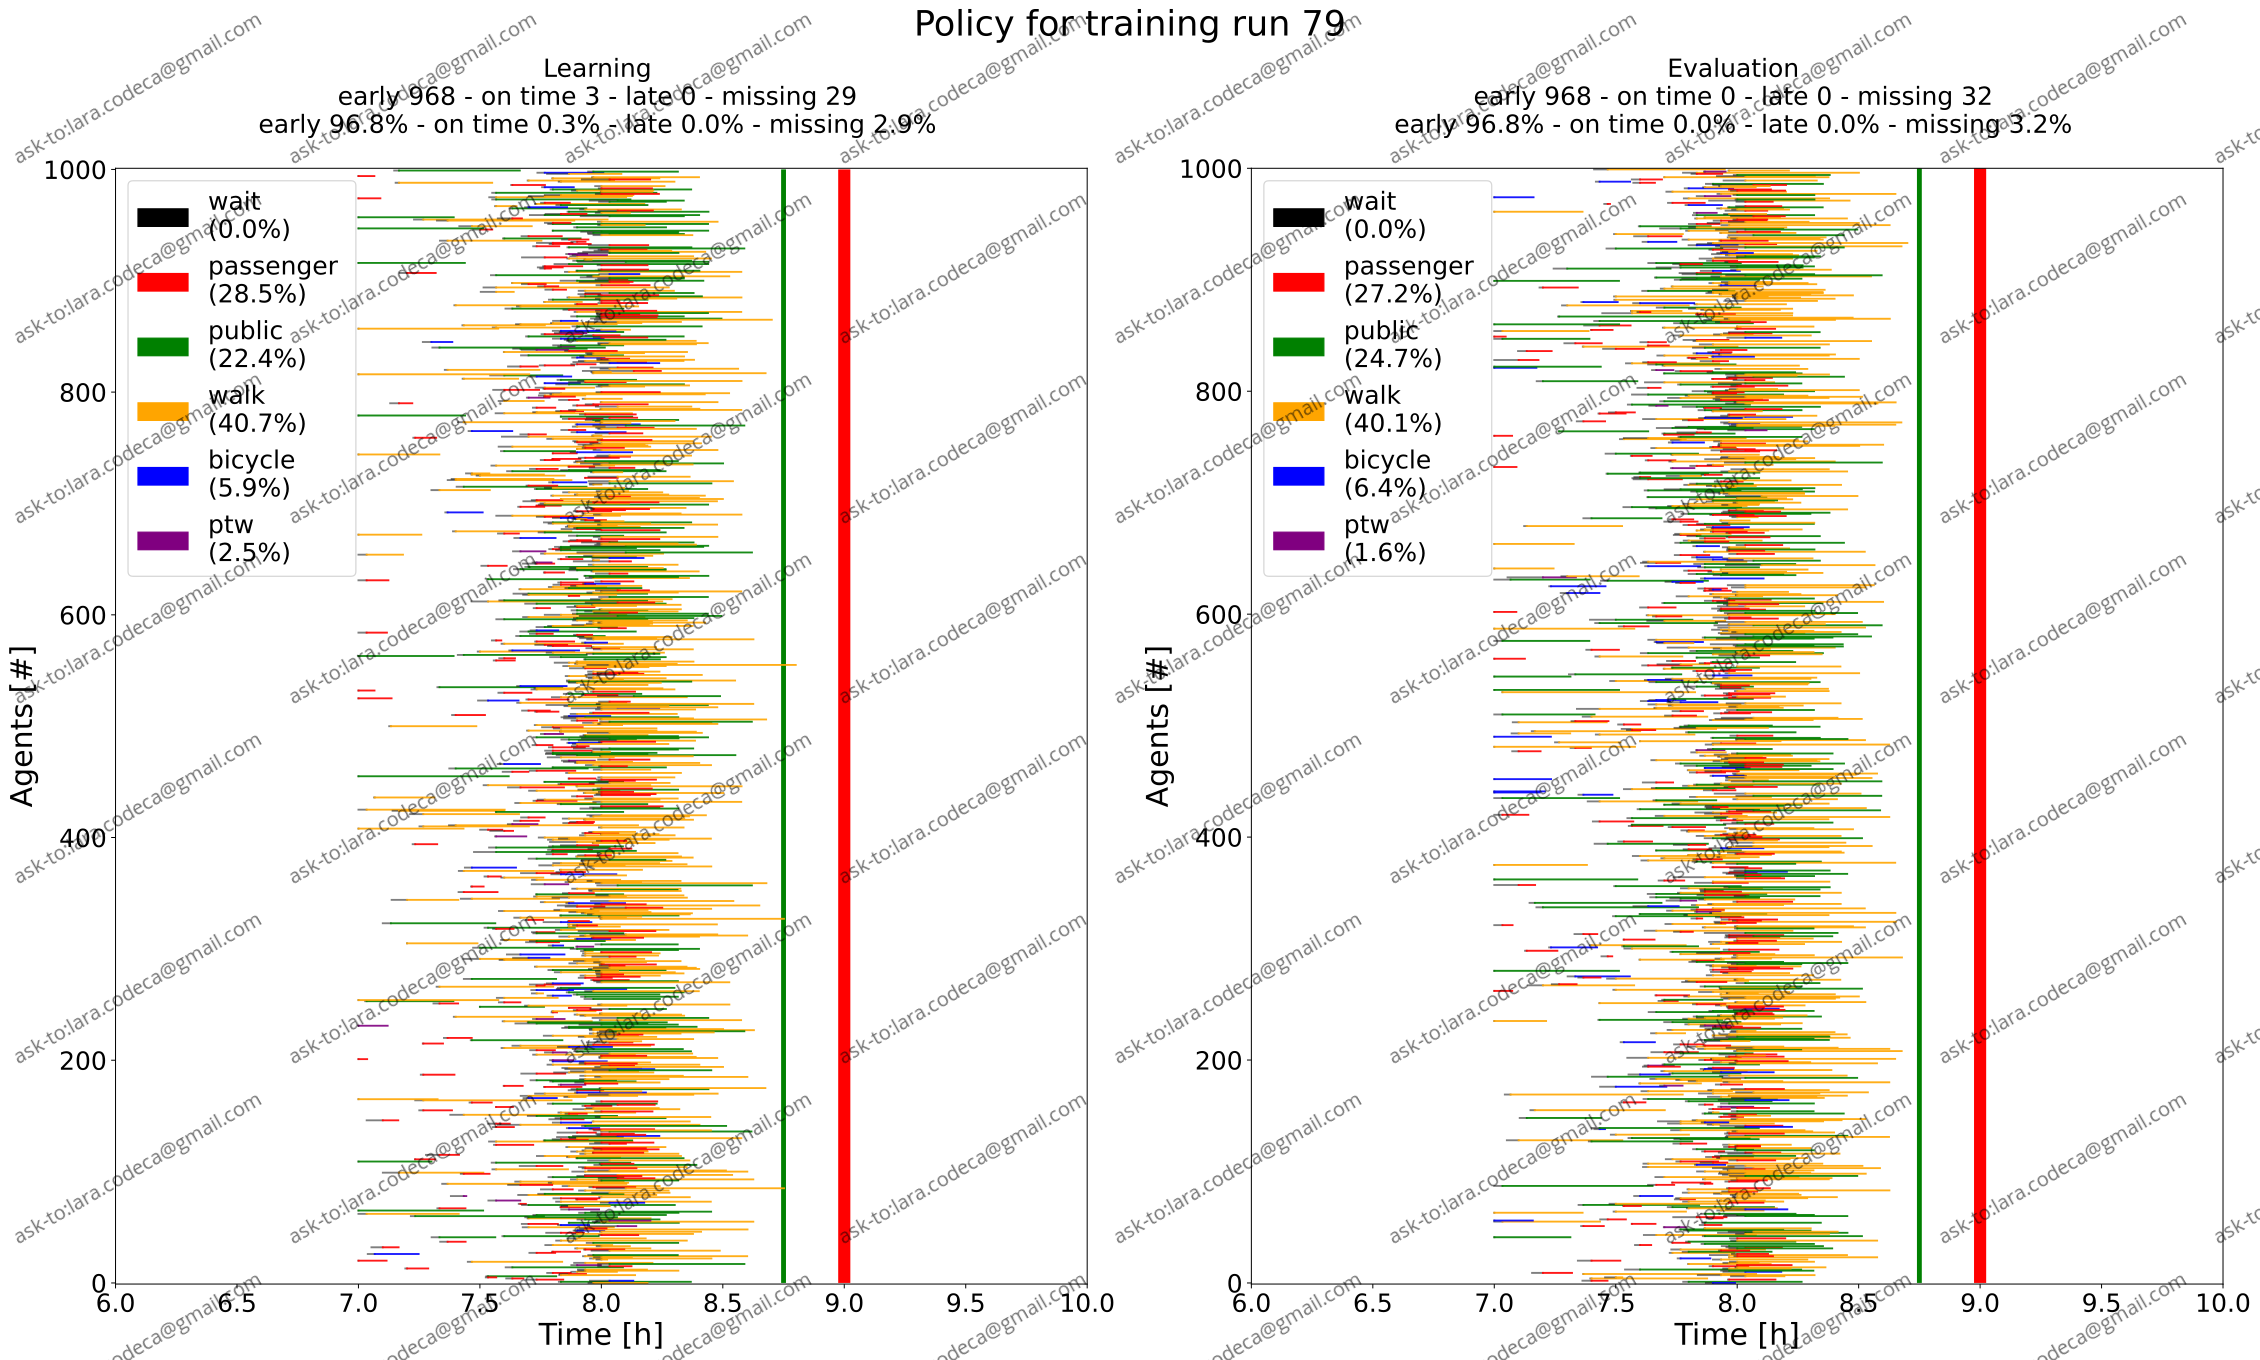 Policy for training run 79
Learning
early 968 - on time 3 - late 0 - missing 29
early 96.8% - on time 0.3% - late 0.0% - missing 2.9%
1000
800
600
400
200
0
Agents [#]
wait
(0.0%)
passenger
(28.5%)
public
(22.4%)
walk
(40.7%)
bicycle
(5.9%)
ptw
(2.5%)
6.0 6.5 7.0 7.5 8.0 8.5 9.0 9.5 10.0
Time [h]
Evaluation
early 968 - on time 0 - late 0 - missing 32
early 96.8% - on time 0.0% - late 0.0% - missing 3.2%
1000
800
600
400
200
0
Agents [#]
wait
(0.0%)
passenger
(27.2%)
public
(24.7%)
walk
(40.1%)
bicycle
(6.4%)
ptw
(1.6%)
6.0 6.5 7.0 7.5 8.0 8.5 9.0 9.5 10.0
Time [h]
ask-to:lara.codeca@gmail.com